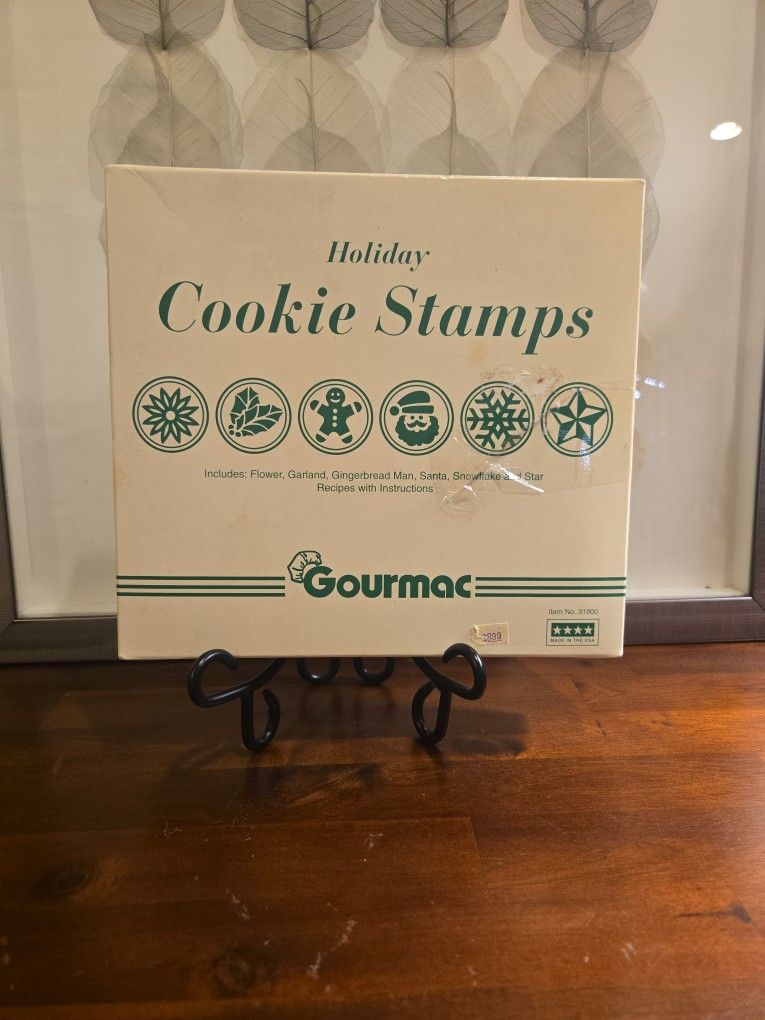 Holiday
Cookie Stamps
Includes: Flower, Garland, Gingerbread Man, Santa, Snowflake and Star
Recipes with Instructions
Gourmac
Item No. 31900
899
MADE IN THE USA